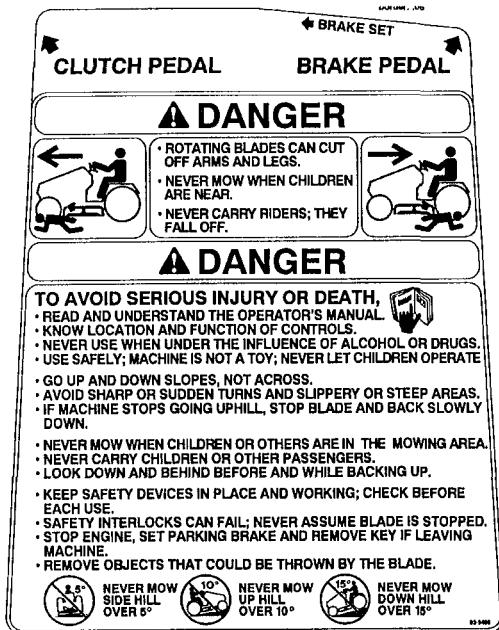 BRAKE SET
CLUTCH PEDAL
BRAKE PEDAL
DANGER
• ROTATING BLADES CAN CUT
OFF ARMS AND LEGS.
• NEVER MOW WHEN CHILDREN
ARE NEAR.
• NEVER CARRY RIDERS; THEY
FALL OFF.
DANGER
TO AVOID SERIOUS INJURY OR DEATH,
• READ AND UNDERSTAND THE OPERATOR'S MANUAL.
• KNOW LOCATION AND FUNCTION OF CONTROLS.
• NEVER USE WHEN UNDER THE INFLUENCE OF ALCOHOL OR DRUGS.
• USE SAFELY; MACHINE IS NOT A TOY; NEVER LET CHILDREN OPERATE
• GO UP AND DOWN SLOPES, NOT ACROSS.
• AVOID SHARP OR SUDDEN TURNS AND SLIPPERY OR STEEP AREAS.
• IF MACHINE STOPS GOING UPHILL, STOP BLADE AND BACK SLOWLY
DOWN.
• NEVER MOW WHEN CHILDREN OR OTHERS ARE IN THE MOWING AREA.
• NEVER CARRY CHILDREN OR OTHER PASSENGERS.
• LOOK DOWN AND BEHIND BEFORE AND WHILE BACKING UP.
• KEEP SAFETY DEVICES IN PLACE AND WORKING; CHECK BEFORE
EACH USE.
• SAFETY INTERLOCKS CAN FAIL; NEVER ASSUME BLADE IS STOPPED.
• STOP ENGINE, SET PARKING BRAKE AND REMOVE KEY IF LEAVING
MACHINE.
• REMOVE OBJECTS THAT COULD BE THROWN BY THE BLADE.
NEVER MOW
SIDE HILL
OVER 5°
10°
NEVER MOW
UP HILL
OVER 10°
15°
NEVER MOW
DOWN HILL
OVER 15°